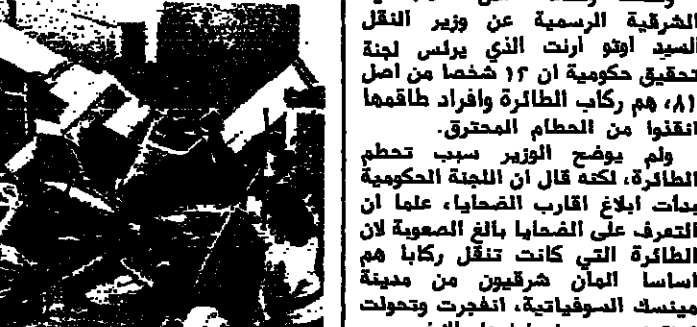 الشرقية الرسمية عن وزير النقل
السيد اوتو ارنت الذي يرئس لجنة
تحقيق حكومية ان ١٢ شخصا من اصل
٨١، هم ركاب الطائرة وافراد طاقمها
انقذوا من الحطام المحترق.
ولم يوضح الوزير سبب تحطم
الطائرة، لكنه قال ان اللجنة الحكومية
بدأت ابلاغ اقارب الضحايا، علما ان
التعرف على الضحايا بالغ الصعوبة لان
الطائرة التي كانت تنقل ركابا هم
اساسا المان شرقيون من مدينة
مينسك السوفياتية، انفجرت وتحولت